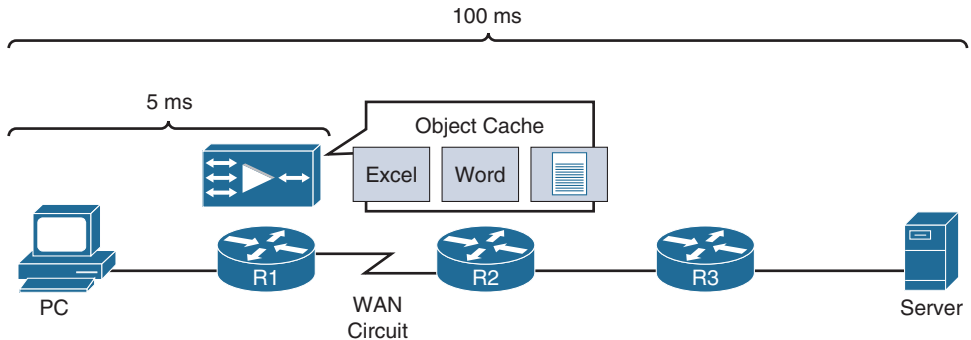 100 ms
5 ms
Object Cache
Excel
Word
R1
R2
R3
PC
WAN
Circuit
Server